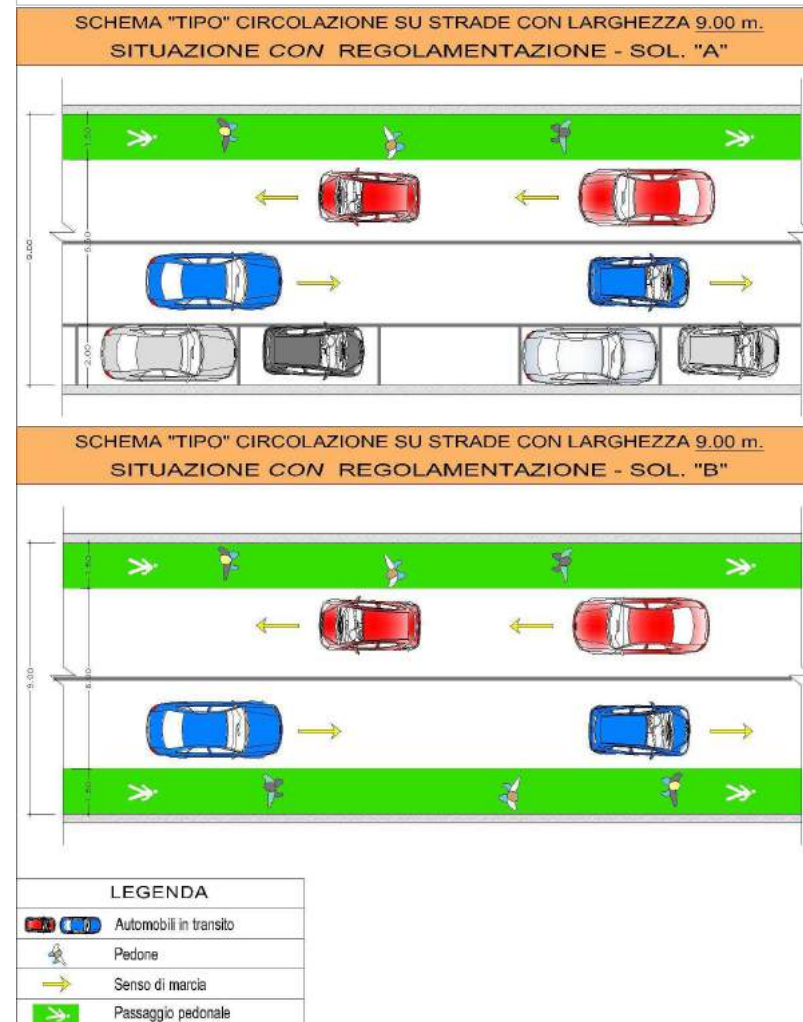 SCHEMA "TIPO" CIRCOLAZIONE SU STRADE CON LARGHEZZA 9.00 m.
SITUAZIONE CON REGOLAMENTAZIONE - SOL. "A"
1.50
9.00
5.50
2.00
SCHEMA "TIPO" CIRCOLAZIONE SU STRADE CON LARGHEZZA 9.00 m.
SITUAZIONE CON REGOLAMENTAZIONE - SOL. "B"
1.50
9.00
6.00
1.50
LEGENDA
Automobili in transito
Pedone
Senso di marcia
Passaggio pedonale